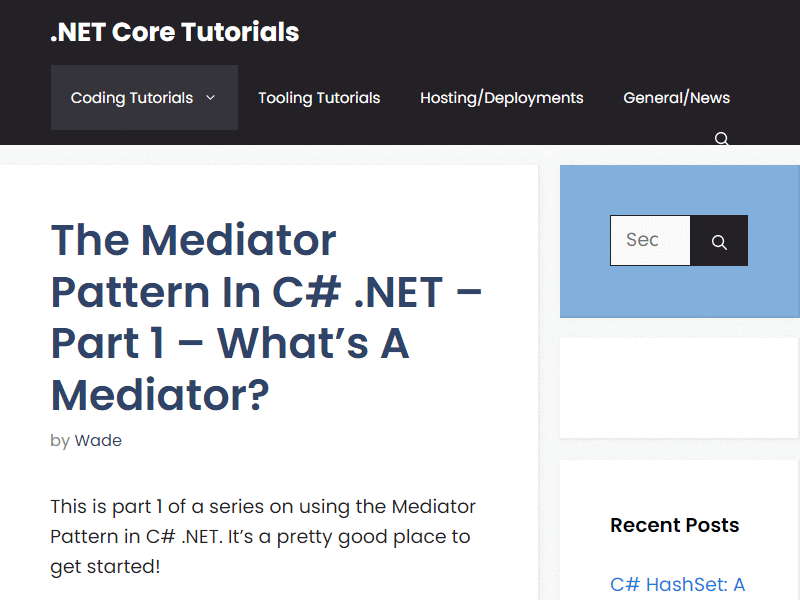 .NET Core Tutorials
Coding Tutorials
Tooling Tutorials
Hosting/Deployments
General/News
The Mediator
Pattern In C# .NET –
Part 1 – What’s A
Mediator?
by Wade
This is part 1 of a series on using the Mediator
Pattern in C# .NET. It’s a pretty good place to
get started!
Sec
Recent Posts
C# HashSet: A